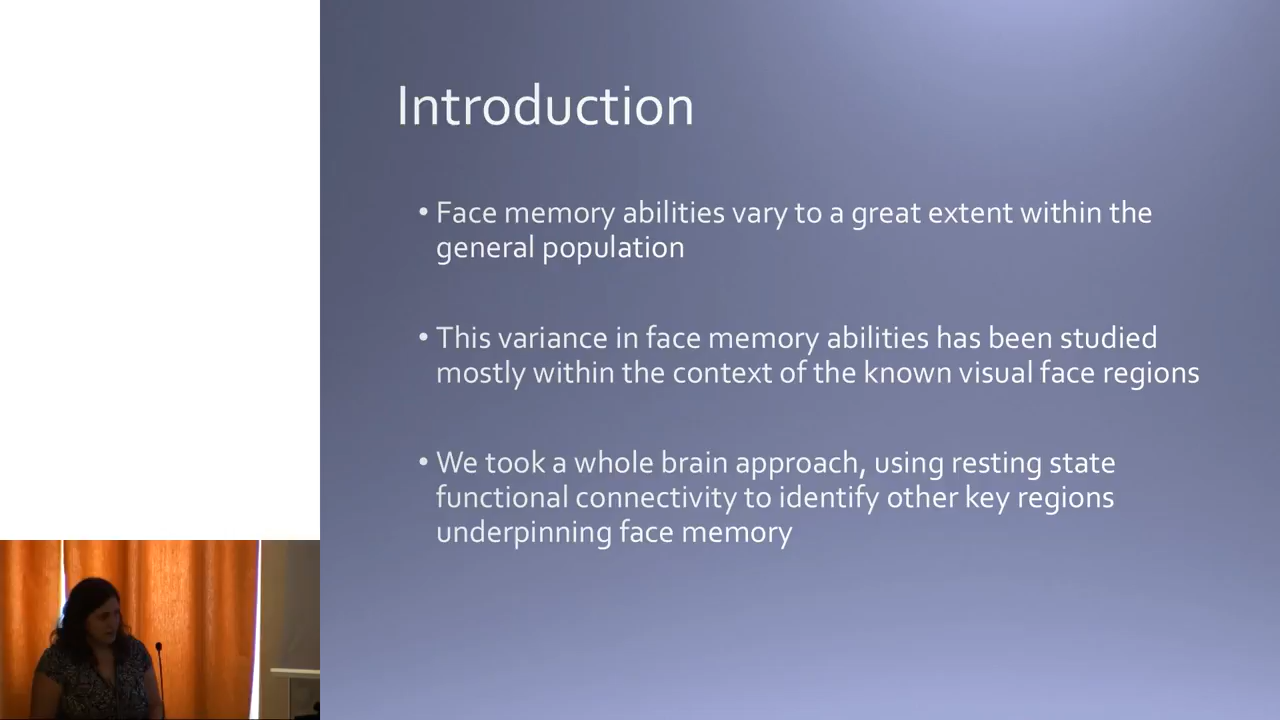 Introduction
• Face memory abilities vary to a great extent within the
general population
• This variance in face memory abilities has been studied
mostly within the context of the known visual face regions
• We took a whole brain approach, using resting state
functional connectivity to identify other key regions
underpinning face memory